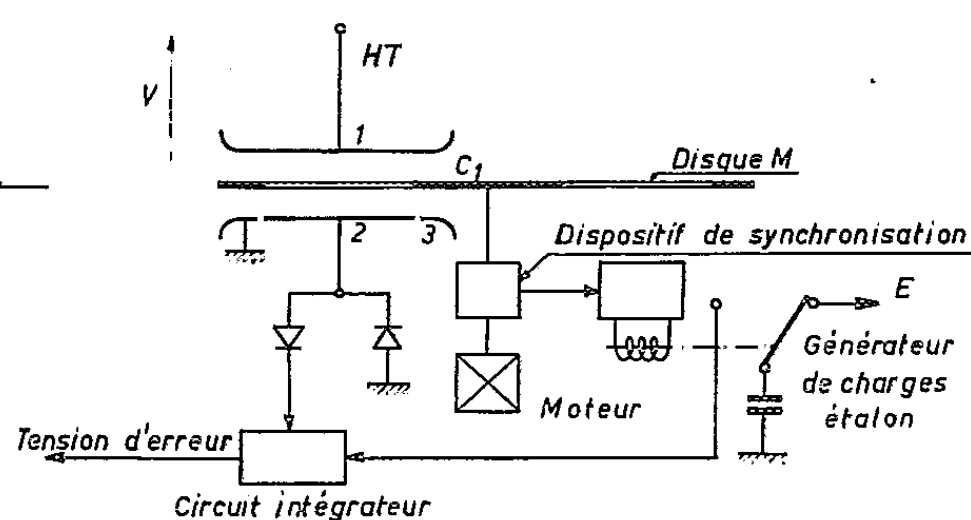 HT
V
1
C1
Disque M
2
3
Dispositif de synchronisation
E
Générateur
de charges
étalon
Moteur
Tension d'erreur
Circuit intégrateur